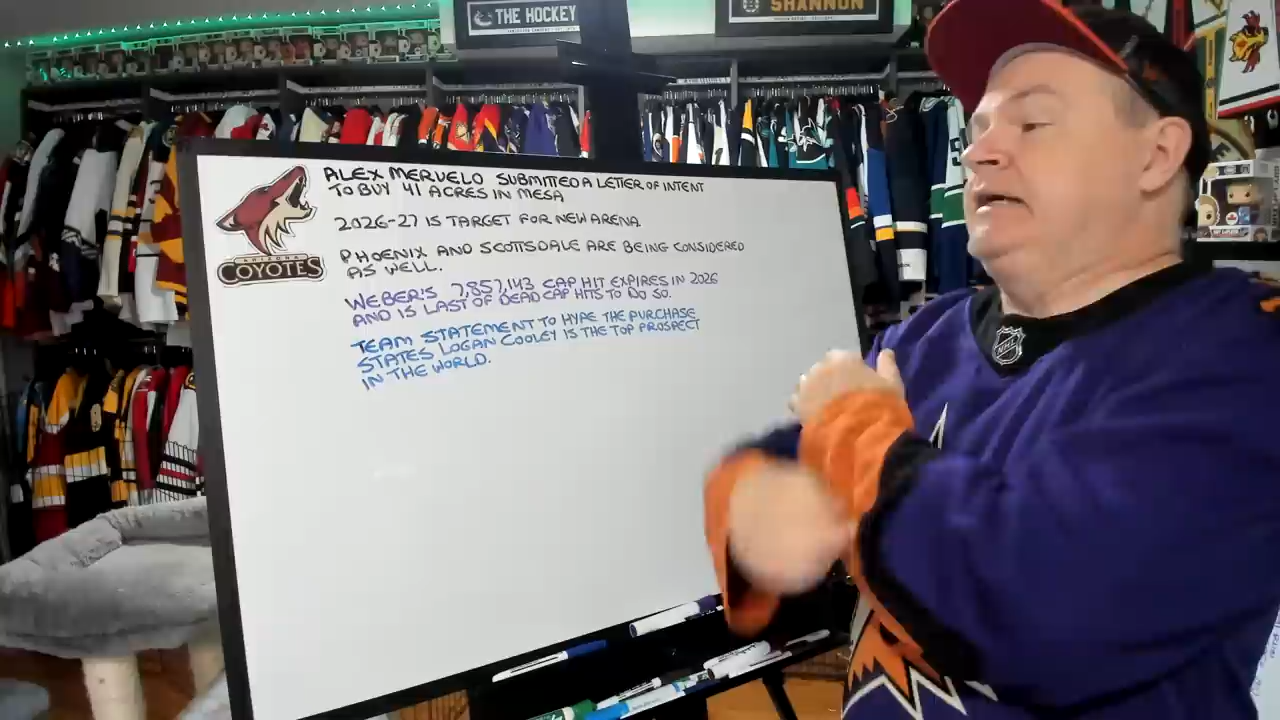 THE HOCKEY
SHANNON
ALEX MERUELO SUBMITTED A LETTER OF INTENT
TO BUY 41 ACRES IN MESA
2026-27 IS TARGET FOR NEW ARENA
PHOENIX AND SCOTTSDALE ARE BEING CONSIDERED
AS WELL.
WEBER'S 7,857,143 CAP HIT EXPIRES IN 2026
AND IS LAST OF DEAD CAP HITS TO DO SO.
TEAM STATEMENT TO HYPE THE PURCHASE
STATES LOGAN COOLEY IS THE TOP PROSPECT
IN THE WORLD.
ARIZONA
COYOTES
NHL